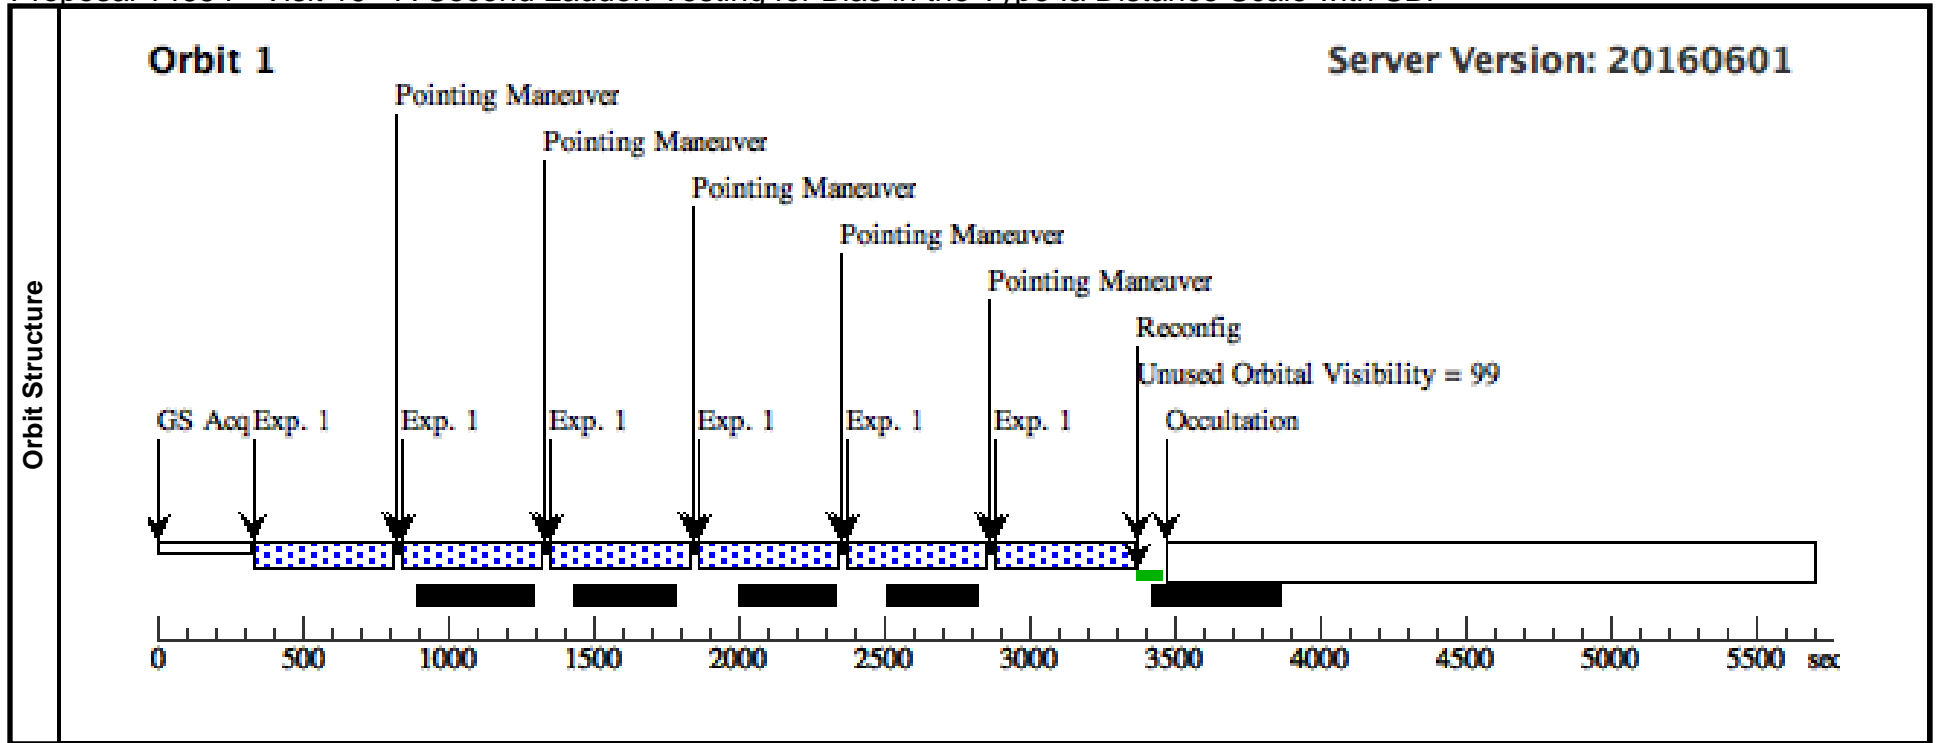 Orbit 1
Server Version: 20160601
Pointing Maneuver
Pointing Maneuver
Pointing Maneuver
Pointing Maneuver
Pointing Maneuver
Reconfig
Unused Orbital Visibility = 99
GS Acq Exp. 1 Exp. 1 Exp. 1 Exp. 1 Exp. 1 Exp. 1 Occultation
Orbit Structure
0 500 1000 1500 2000 2500 3000 3500 4000 4500 5000 5500 sec